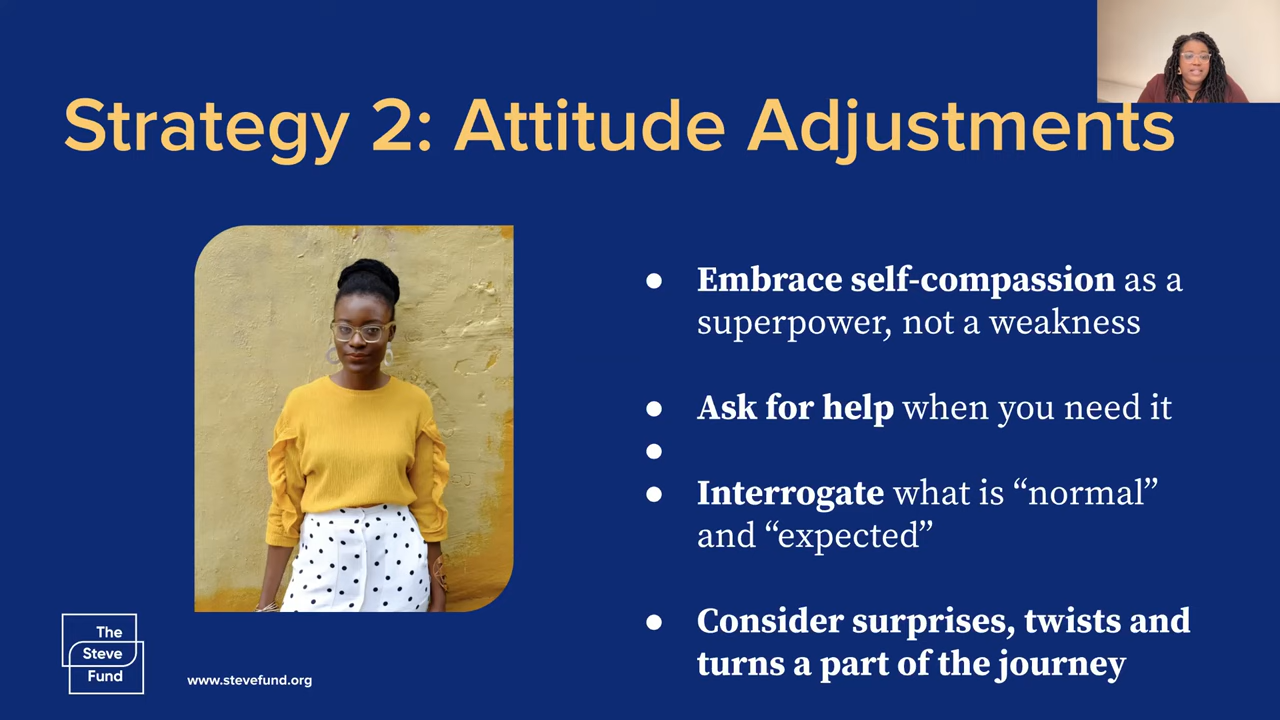 Strategy 2: Attitude Adjustments
● Embrace self-compassion as a
superpower, not a weakness
● Ask for help when you need it
●
● Interrogate what is “normal”
and “expected”
● Consider surprises, twists and
turns a part of the journey
The
Steve
Fund
www.stevefund.org